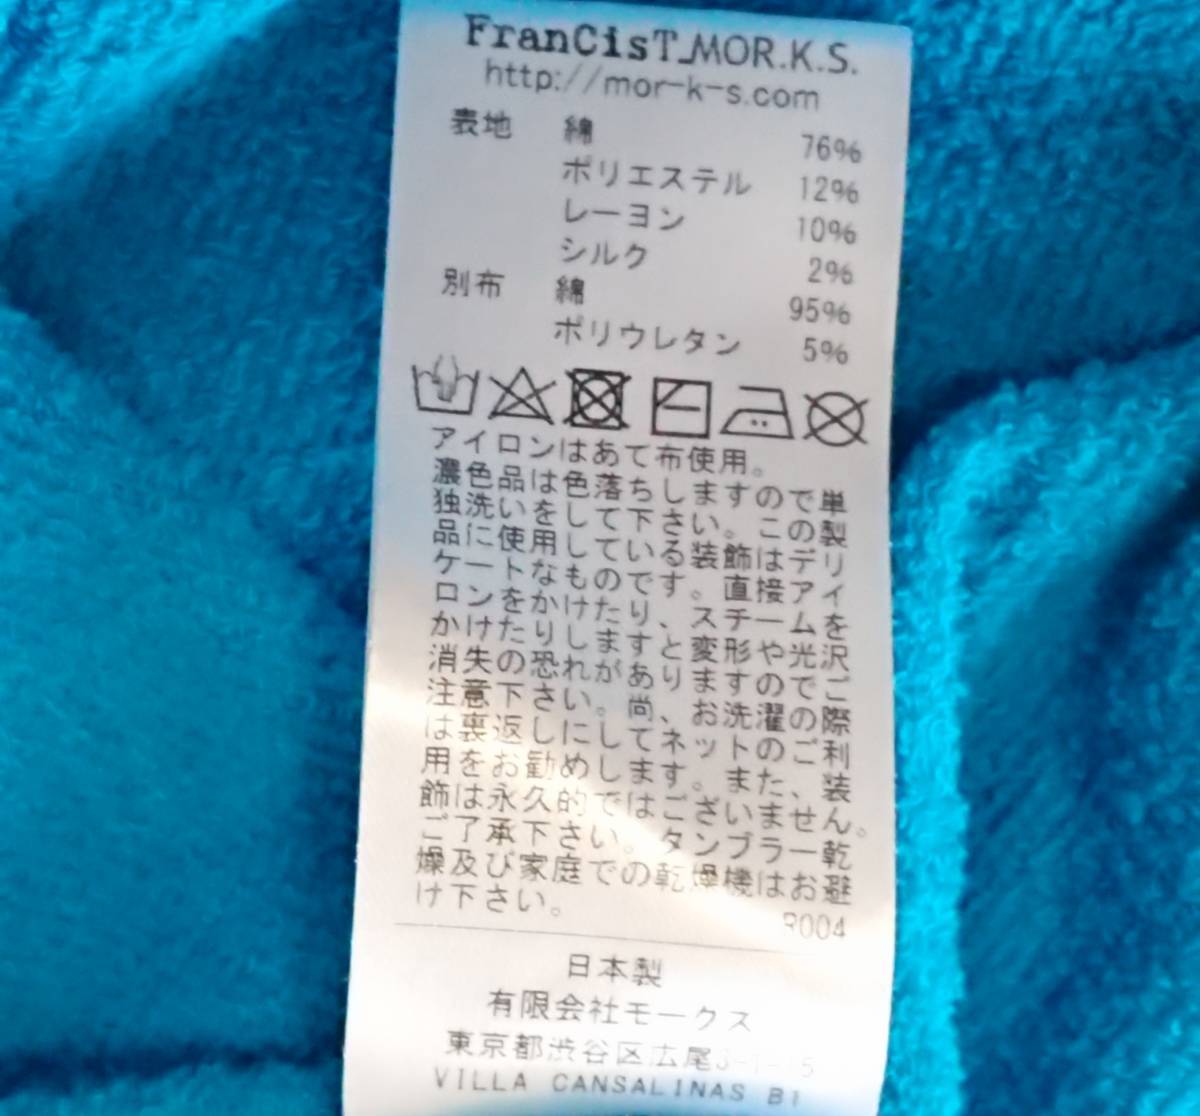 FranCisT_MOR.K.S.
http://mor-k-s.com
表地 綿 76%
ポリエステル 12%
レーヨン 10%
シルク 2%
別布 綿 95%
ポリウレタン 5%
アイロンはあて布使用。
濃色品は色落ちしますので単
独洗いをして下さい。この製
品に使用している装飾はデリ
ケートなものです。直接アイ
ロンをかけたり、スチームを
かけたりしますと変形や光沢
消失の恐れがありますのでご
注意下さい。尚、お洗濯の際
は裏返しにしてネットのご利
用をお勧めします。また、装
飾は永久的ではございません。
ご了承下さい。タンブラー乾
燥及び家庭での乾燥機はお避
け下さい。
日本製
有限会社モークス
東京都渋谷区広尾
VILLA CANSALINAS B1